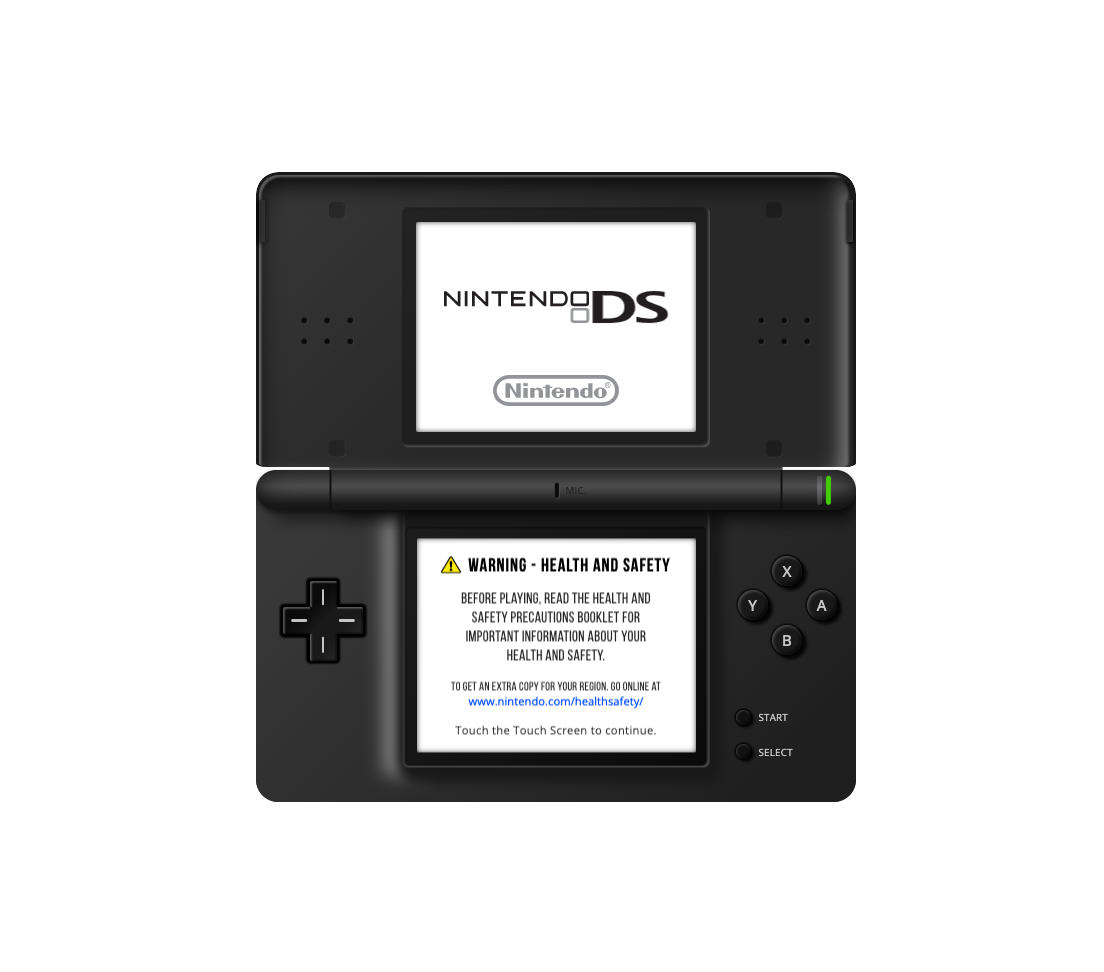 NINTENDO DS
Nintendo®
MIC.
WARNING - HEALTH AND SAFETY
BEFORE PLAYING, READ THE HEALTH AND
SAFETY PRECAUTIONS BOOKLET FOR
IMPORTANT INFORMATION ABOUT YOUR
HEALTH AND SAFETY.
TO GET AN EXTRA COPY FOR YOUR REGION. GO ONLINE AT
www.nintendo.com/healthsafety/
Touch the Touch Screen to continue.
X
Y A
B
START
SELECT